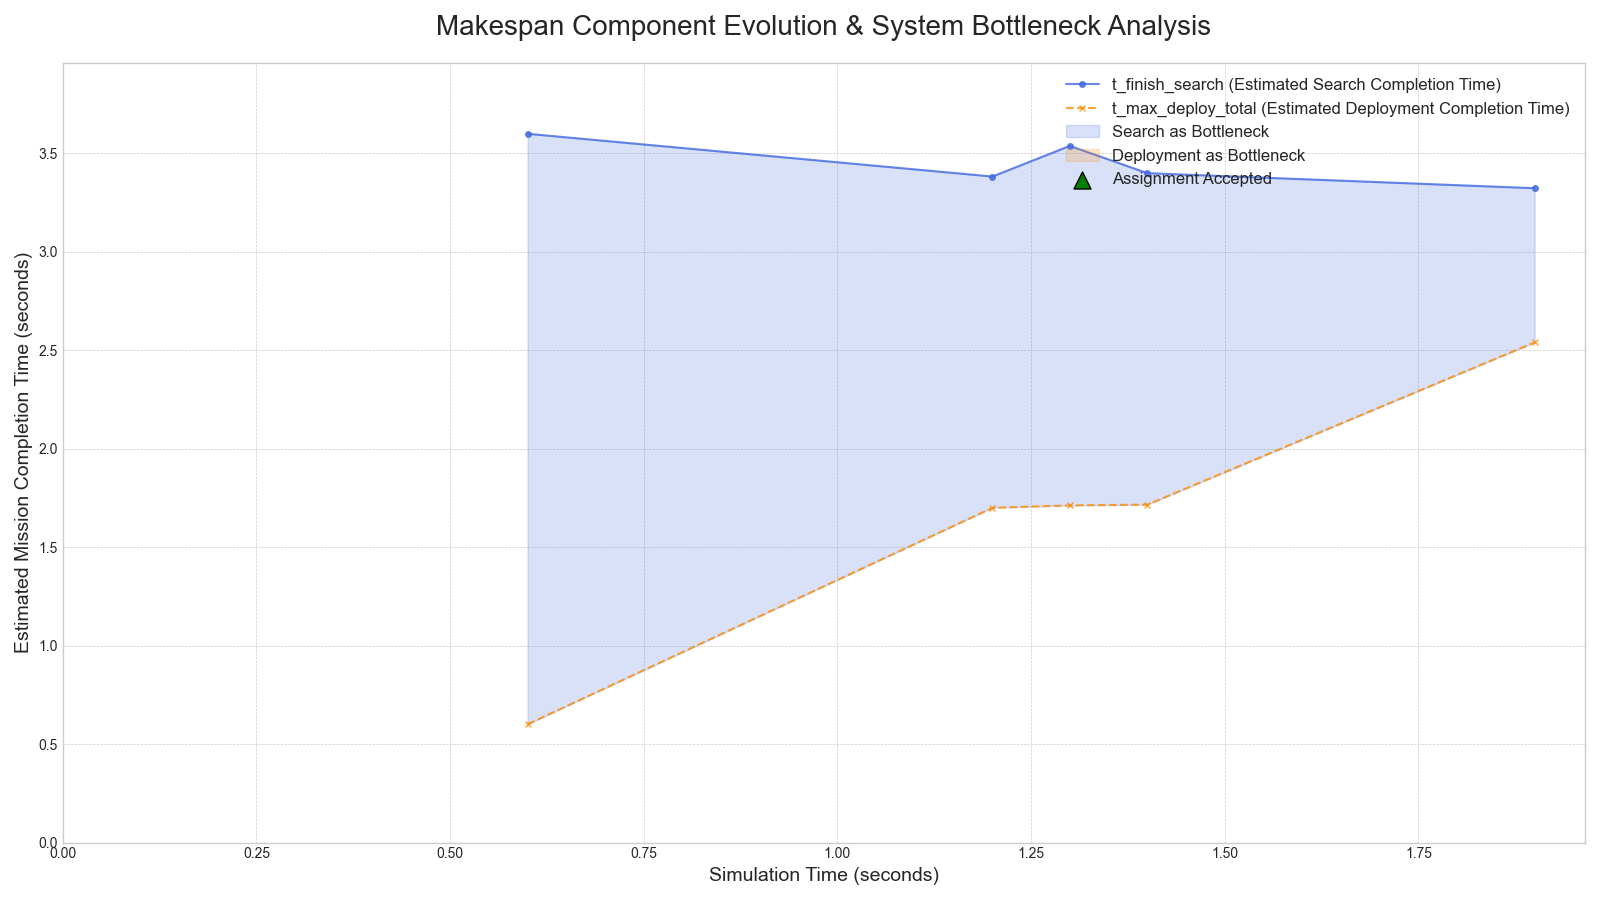 Makespan Component Evolution & System Bottleneck Analysis
t_finish_search (Estimated Search Completion Time)
t_max_deploy_total (Estimated Deployment Completion Time)
Search as Bottleneck
Deployment as Bottleneck
Assignment Accepted
Estimated Mission Completion Time (seconds)
3.5
3.0
2.5
2.0
1.5
1.0
0.5
0.0
0.00 0.25 0.50 0.75 1.00 1.25 1.50 1.75
Simulation Time (seconds)